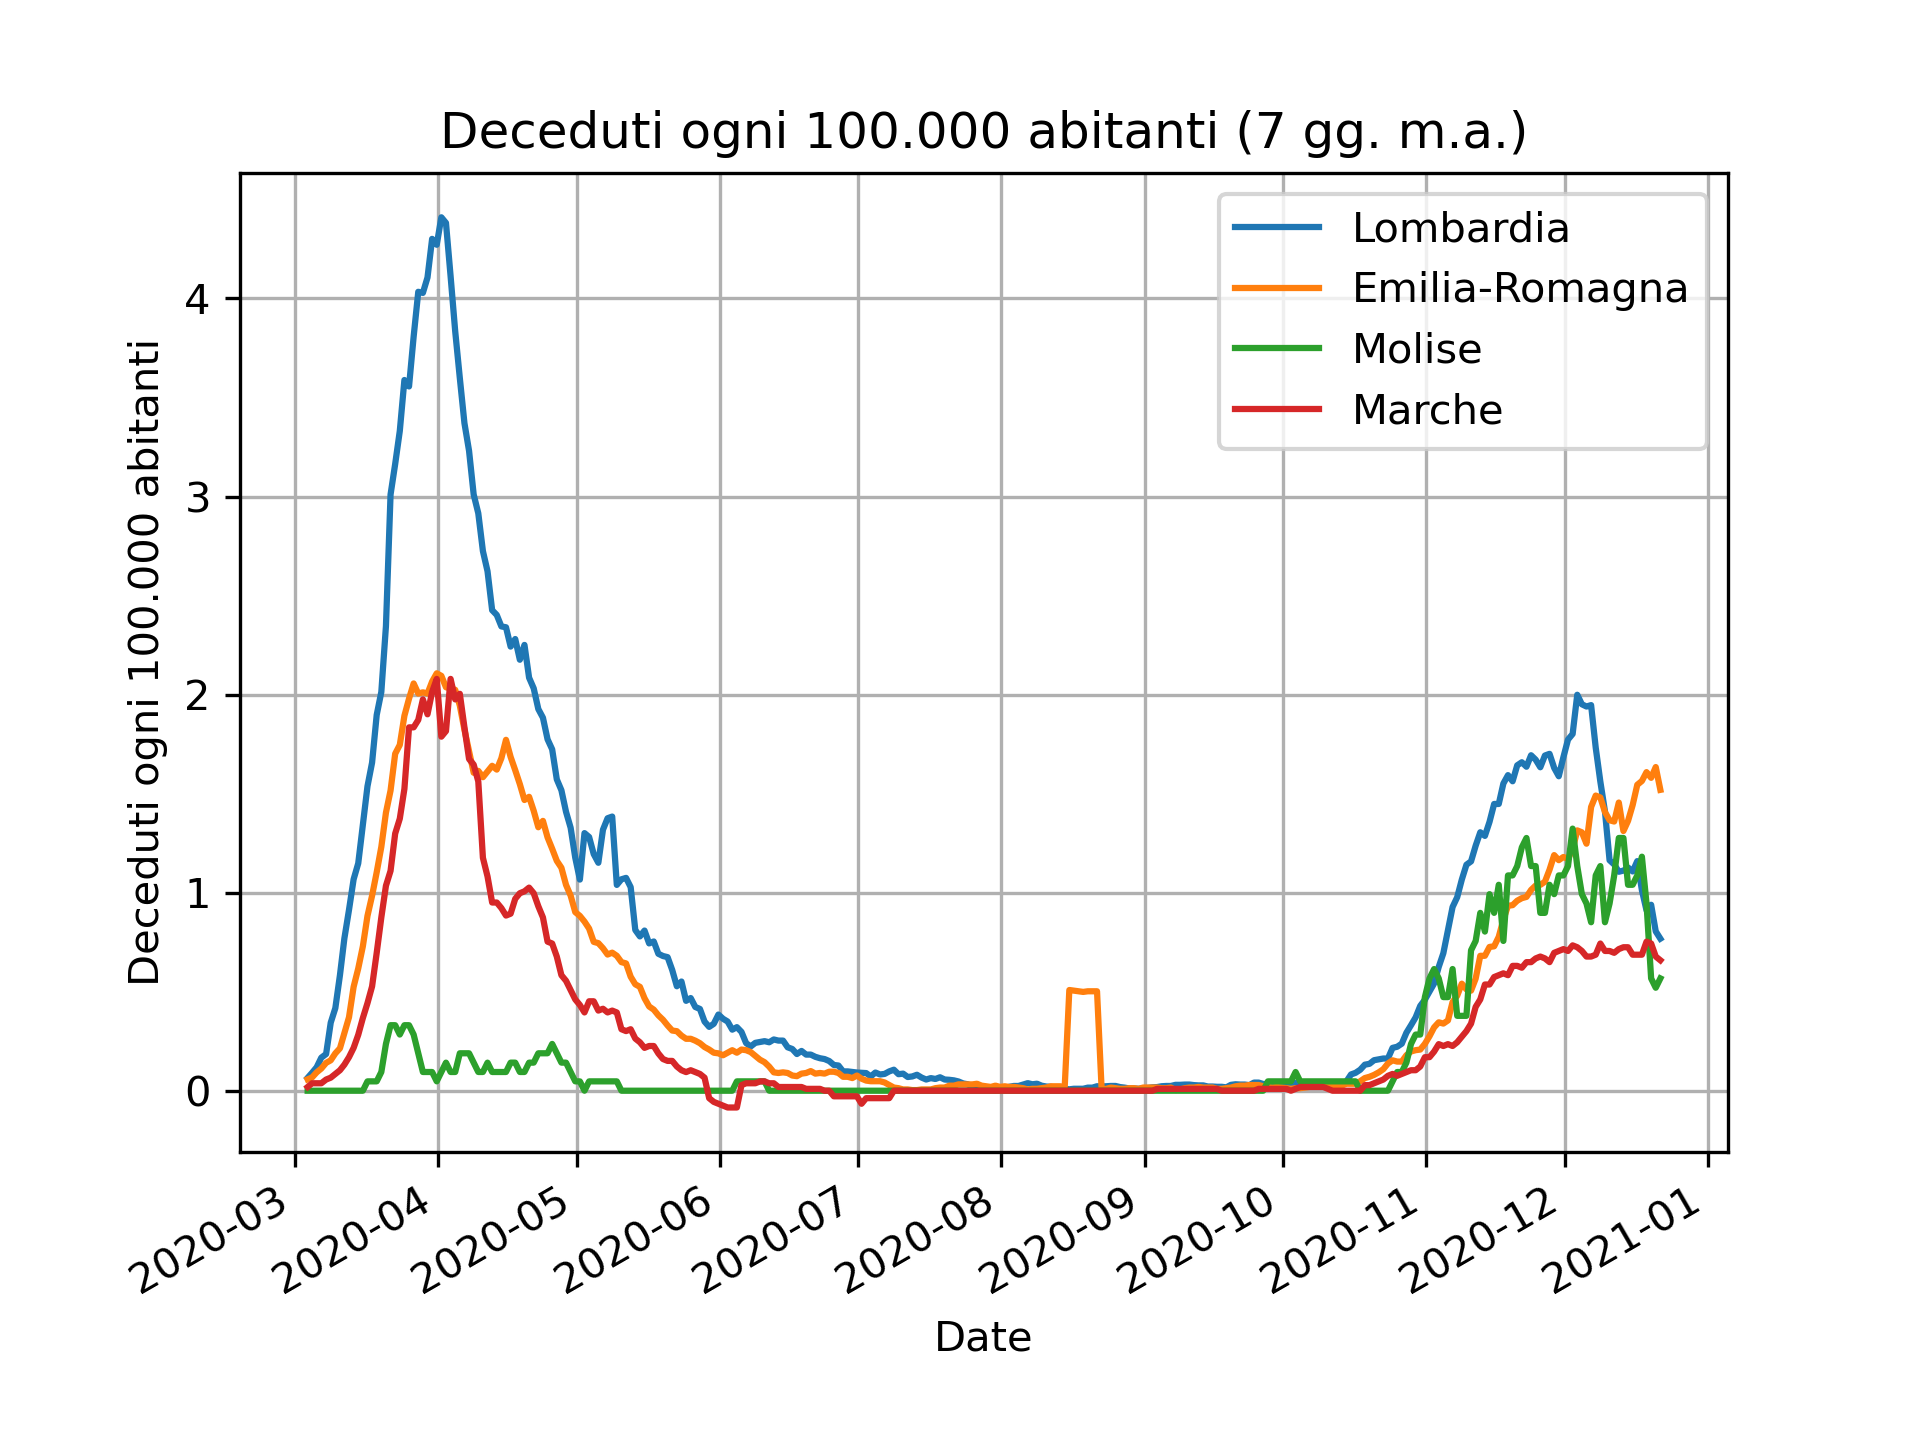 Deceduti ogni 100.000 abitanti (7 gg. m.a.)
Lombardia
Emilia-Romagna
Molise
Marche
Deceduti ogni 100.000 abitanti
4
3
2
1
0
2020-03
2020-04
2020-05
2020-06
2020-07
2020-08
2020-09
2020-10
2020-11
2020-12
2021-01
Date